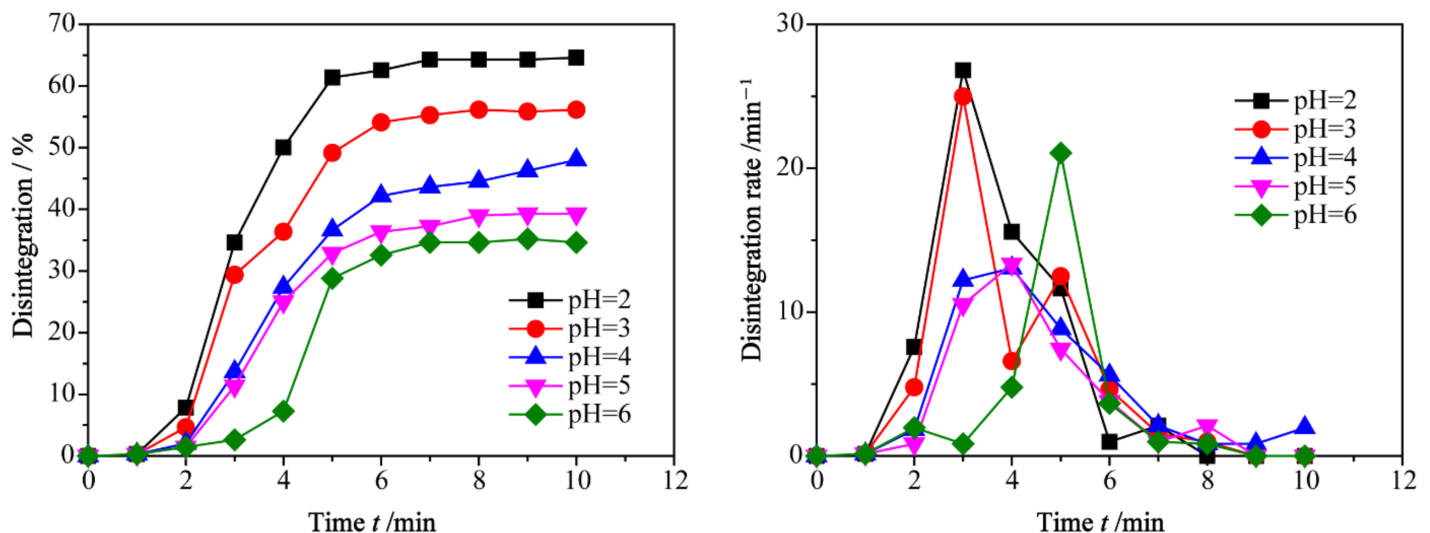 70
60
50
40
30
20
10
0
Disintegration / %
pH=2
pH=3
pH=4
pH=5
pH=6
0 2 4 6 8 10 12
Time t /min
30
20
10
0
Disintegration rate /min⁻¹
pH=2
pH=3
pH=4
pH=5
pH=6
0 2 4 6 8 10 12
Time t /min